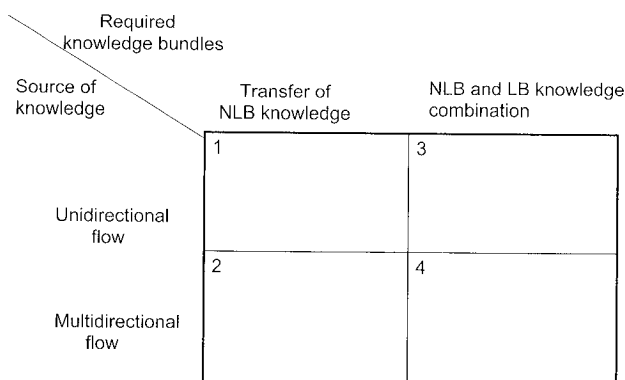 Required
knowledge bundles
Source of
knowledge
Transfer of
NLB knowledge
NLB and LB knowledge
combination
1
3
Unidirectional
flow
2
4
Multidirectional
flow